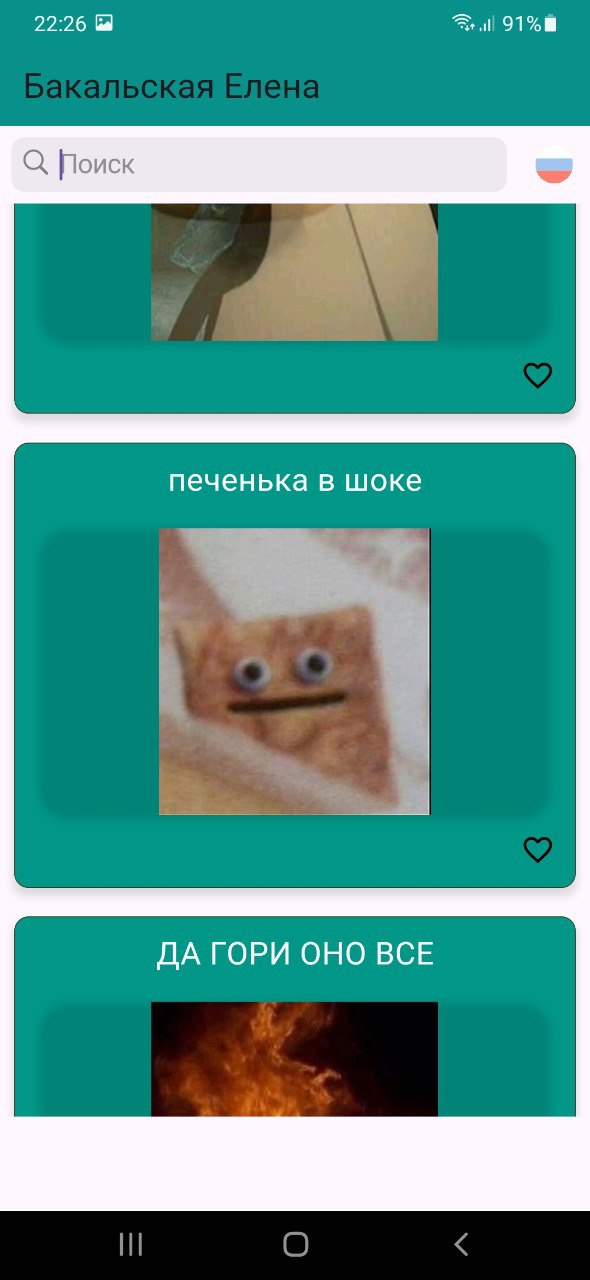 22:26
91%
Бакальская Елена
Поиск
печенька в шоке
ДА ГОРИ ОНО ВСЕ